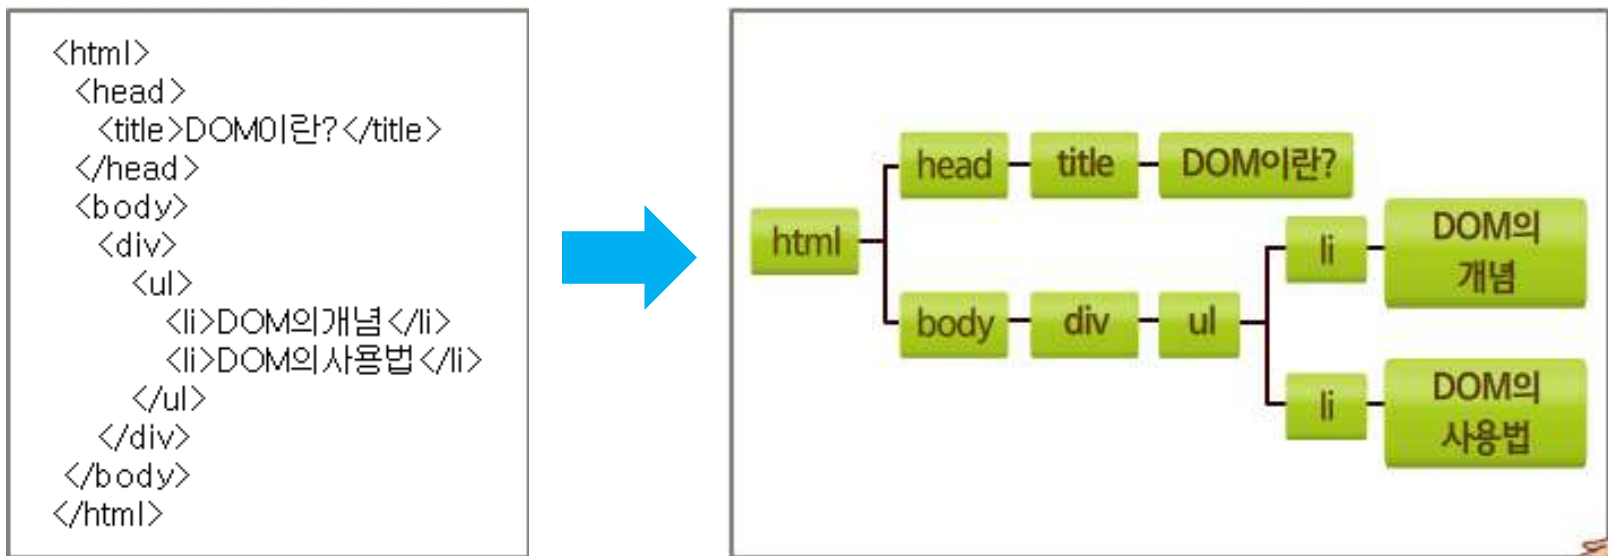 <html>
<head>
<title>DOM이란?</title>
</head>
<body>
<div>
<ul>
<li>DOM의개념</li>
<li>DOM의사용법</li>
</ul>
</div>
</body>
</html>
head
title
DOM이란?
html
body
div
ul
li
DOM의
개념
li
DOM의
사용법